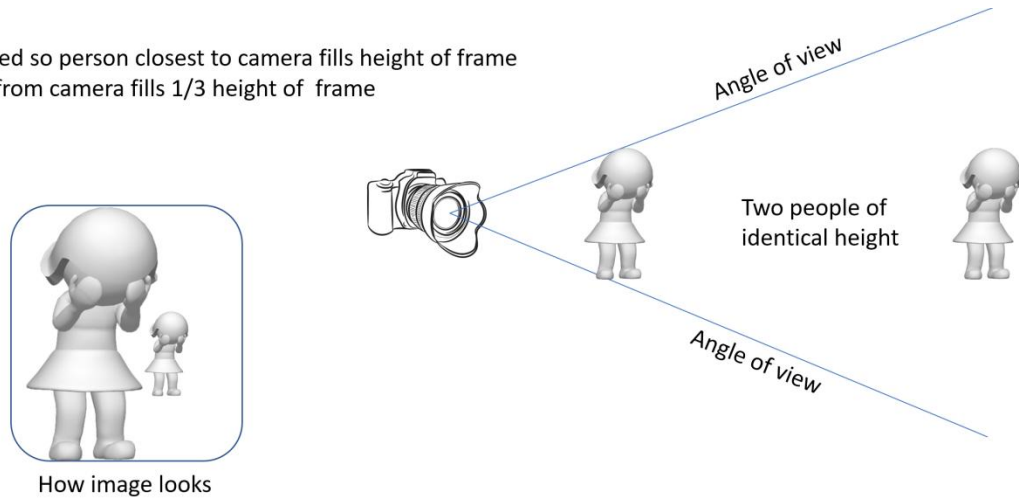 ed so person closest to camera fills height of frame
from camera fills 1/3 height of frame
Angle of view
Two people of
identical height
Angle of view
How image looks